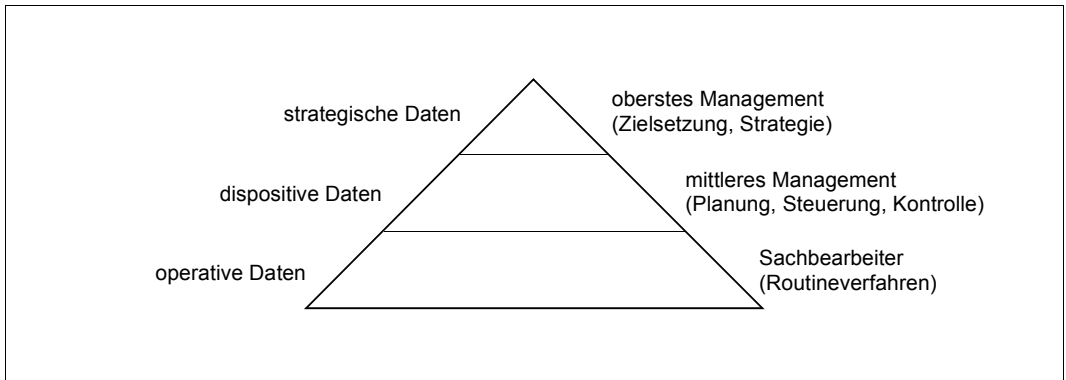 strategische Daten
oberstes Management
(Zielsetzung, Strategie)
dispositive Daten
mittleres Management
(Planung, Steuerung, Kontrolle)
operative Daten
Sachbearbeiter
(Routineverfahren)